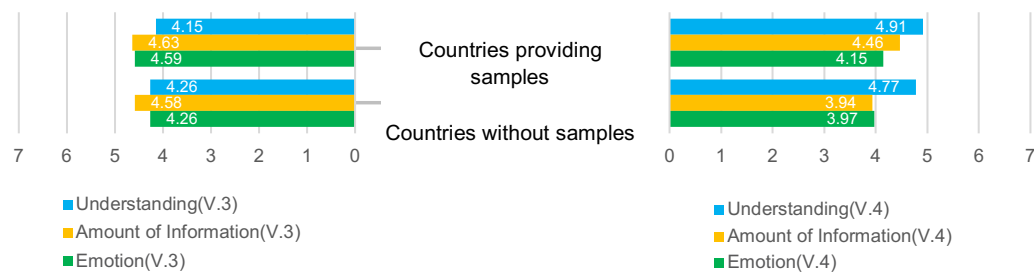 4.15
4.63
4.59
4.26
4.58
4.26
7 6 5 4 3 2 1 0
Understanding(V.3)
Amount of Information(V.3)
Emotion(V.3)
Countries providing
samples
Countries without samples
4.91
4.46
4.15
4.77
3.94
3.97
0 1 2 3 4 5 6 7
Understanding(V.4)
Amount of Information(V.4)
Emotion(V.4)